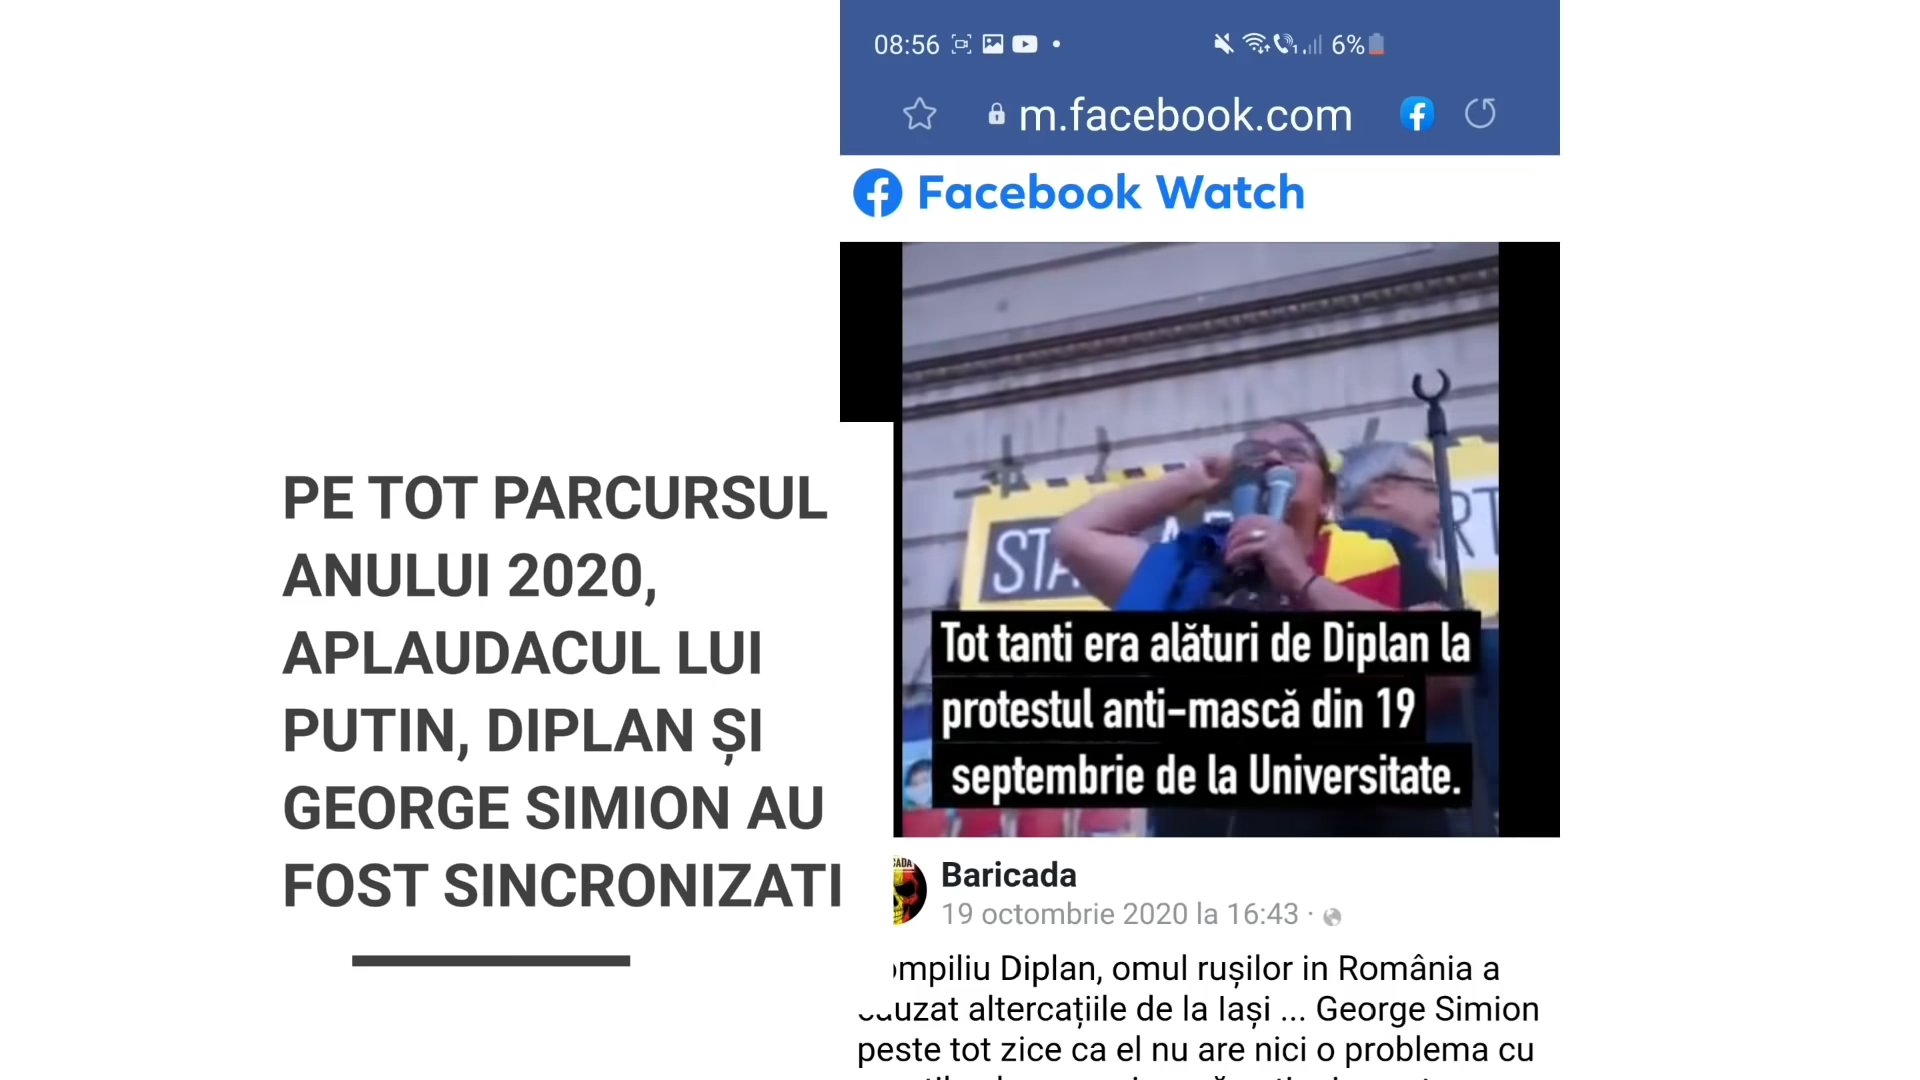 PE TOT PARCURSUL
ANULUI 2020,
APLAUDACUL LUI
PUTIN, DIPLAN ȘI
GEORGE SIMION AU
FOST SINCRONIZATI
08:56
6%
m.facebook.com
Facebook Watch
Tot tanti era alături de Diplan la
protestul anti-mască din 19
septembrie de la Universitate.
Baricada
19 octombrie 2020 la 16:43 ·
ompiliu Diplan, omul rușilor in România a
cauzat altercațiile de la Iași ... George Simion
peste tot zice ca el nu are nici o problema cu